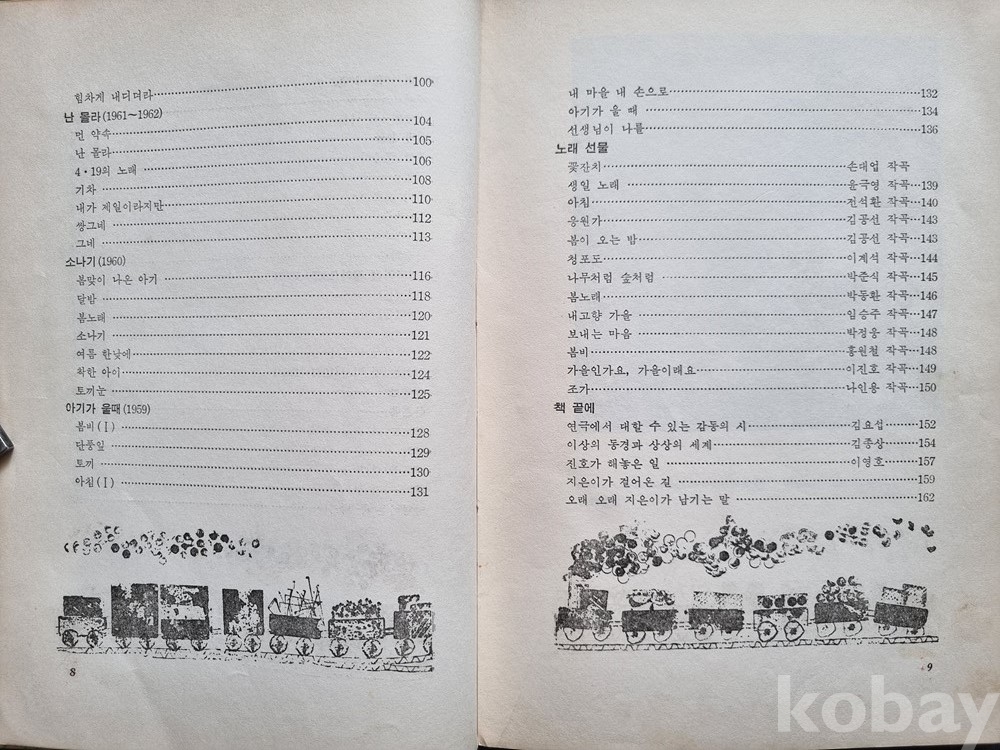 힘차게 내디뎌라……100
난 몰라(1961～1962)
먼 약속……104
난 몰라……105
4·19의 노래……106
기차……108
내가 제일이라지만……110
쌍그네……112
그네……113
소나기(1960)
봄맞이 나온 아기……116
달밤……118
봄노래……120
소나기……121
여름 한낮에……122
착한 아이……124
토끼눈……125
아기가 울때(1959)
봄비(Ⅰ)……128
단풍잎……129
토끼……130
아침(Ⅰ)……131
8
내 마을 내 손으로……132
아기가 울 때……134
선생님이 나를……136
노래 선물
꽃잔치……손대업 작곡
생일 노래……윤극영 작곡…139
아침……전석환 작곡…140
응원가……김공선 작곡…143
봄이 오는 밤……김공선 작곡…143
청포도……이계석 작곡…144
나무처럼 숲처럼……박준식 작곡…145
봄노래……박동환 작곡…146
내고향 가을……임승주 작곡…147
보내는 마음……박정웅 작곡…148
봄비……홍원철 작곡…148
가을인가요, 가을이래요……이진호 작곡…149
조가……나인용 작곡…150
책 끝에
연극에서 대할 수 있는 감동의 시……김요섭……152
이상의 동경과 상상의 세계……김종상……154
진호가 해놓은 일……이영호……157
지은이가 걸어온 길……159
오래 오래 지은이가 남기는 말……162
9
kobay